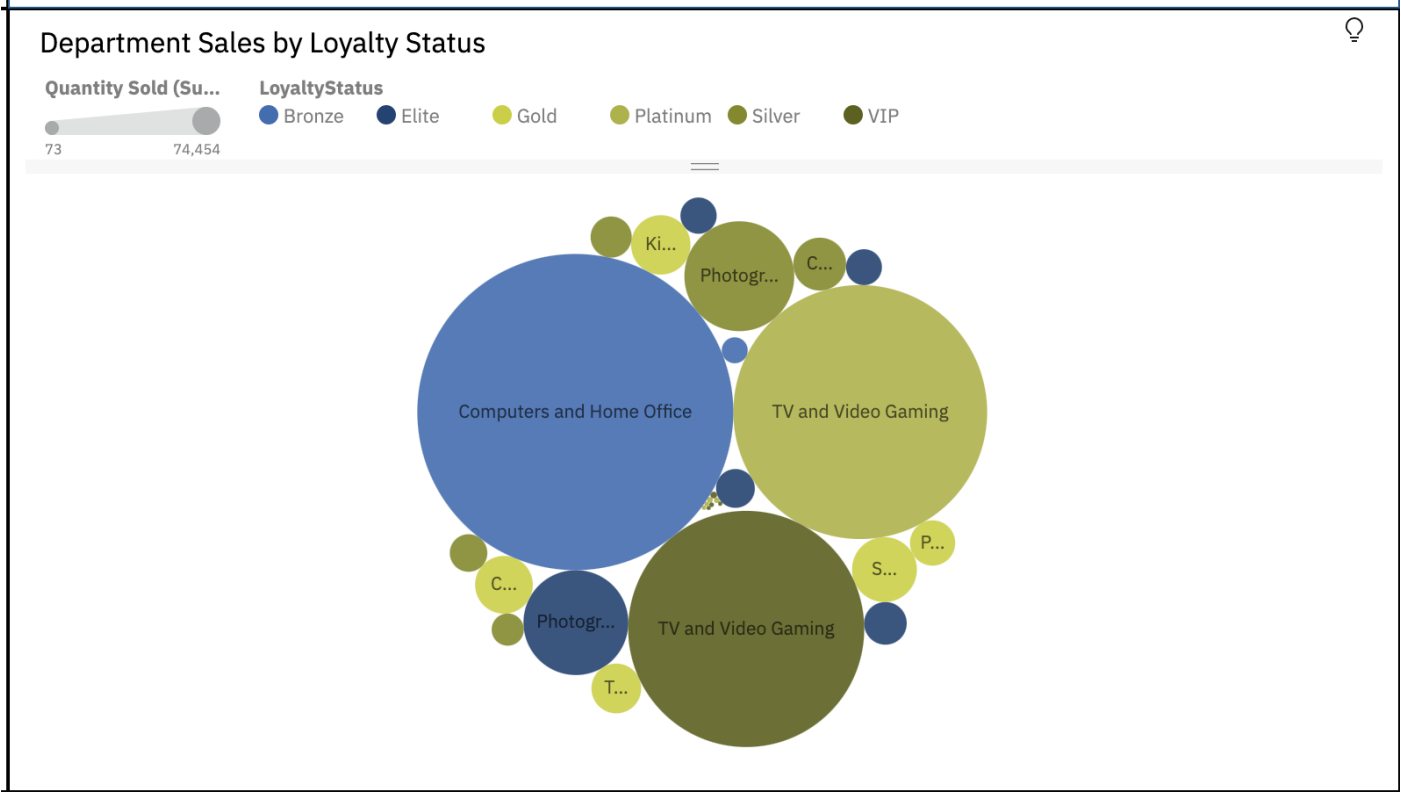 Department Sales by Loyalty Status
Quantity Sold (Su...
LoyaltyStatus
Bronze
Elite
Gold
Platinum
Silver
VIP
73
74,454
Ki...
Photogr...
C...
Computers and Home Office
TV and Video Gaming
P...
S...
C...
Photogr...
TV and Video Gaming
T...